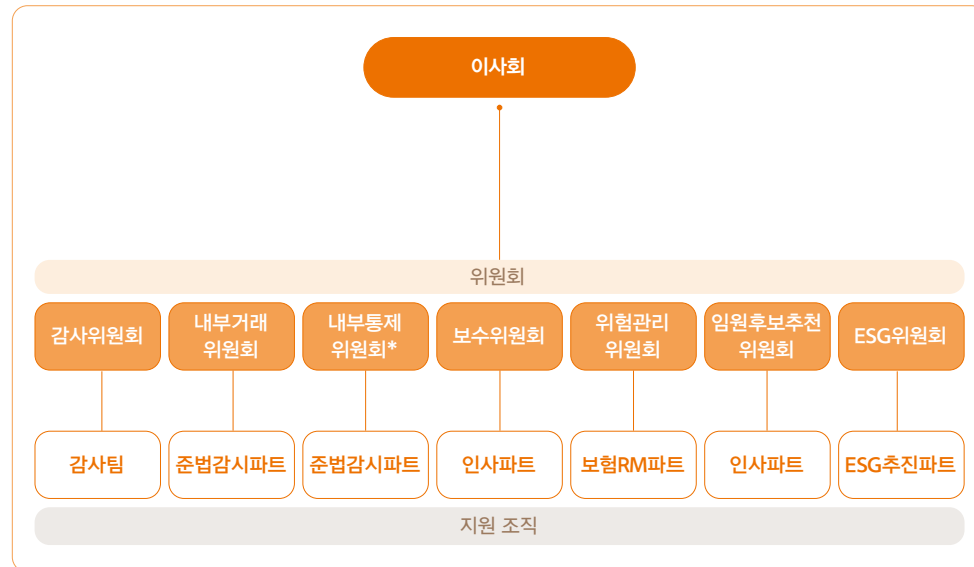 이사회
위원회
감사위원회
내부거래
위원회
내부통제
위원회*
보수위원회
위험관리
위원회
임원후보추천
위원회
ESG위원회
감사팀
준법감시파트
준법감시파트
인사파트
보험RM파트
인사파트
ESG추진파트
지원 조직